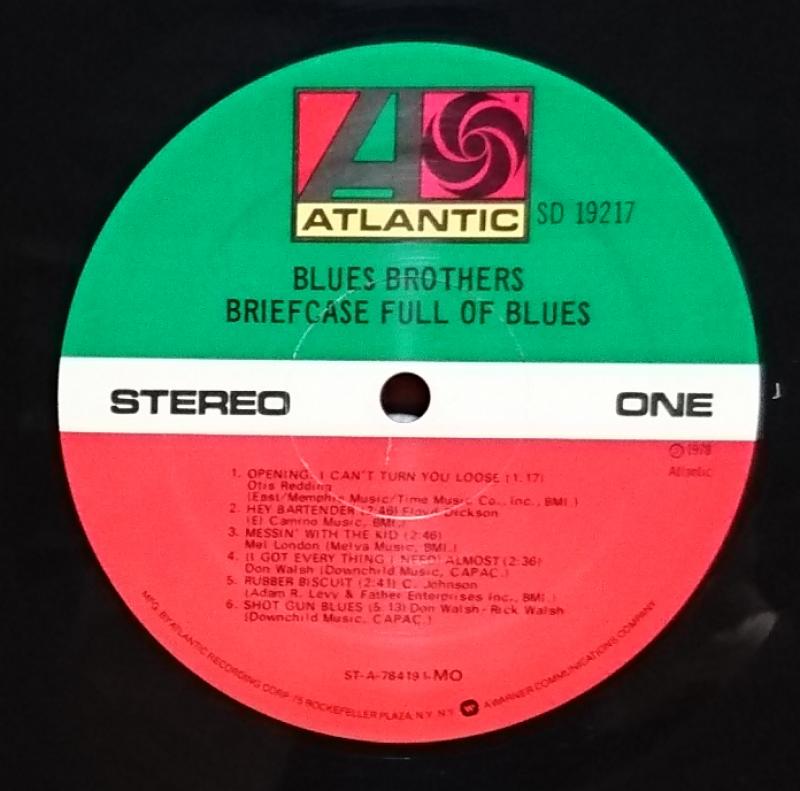 ATLANTIC
SD 19217
BLUES BROTHERS
BRIEFCASE FULL OF BLUES
STEREO
ONE
℗ 1978
Atlantic
1. OPENING: I CAN'T TURN YOU LOOSE (1:17)
Otis Redding
(East/Memphis Music/Time Music Co., Inc., BMI.)
2. HEY BARTENDER (2:46) Floyd Dickson
(El Camino Music, BMI.)
3. MESSIN' WITH THE KID (2:46)
Mel London (Melva Music, BMI.)
4. (I GOT EVERY THING I NEED) ALMOST (2:36)
Don Walsh (Downchild Music, CAPAC.)
5. RUBBER BISCUIT (2:41) C. Johnson
(Adam R. Levy & Father Enterprises Inc., BMI.)
6. SHOT GUN BLUES (5:13) Don Walsh - Rick Walsh
(Downchild Music, CAPAC.)
ST-A-784191-MO
MFG. BY ATLANTIC RECORDING CORP. 75 ROCKEFELLER PLAZA, N.Y. N.Y. A WARNER COMMUNICATIONS COMPANY